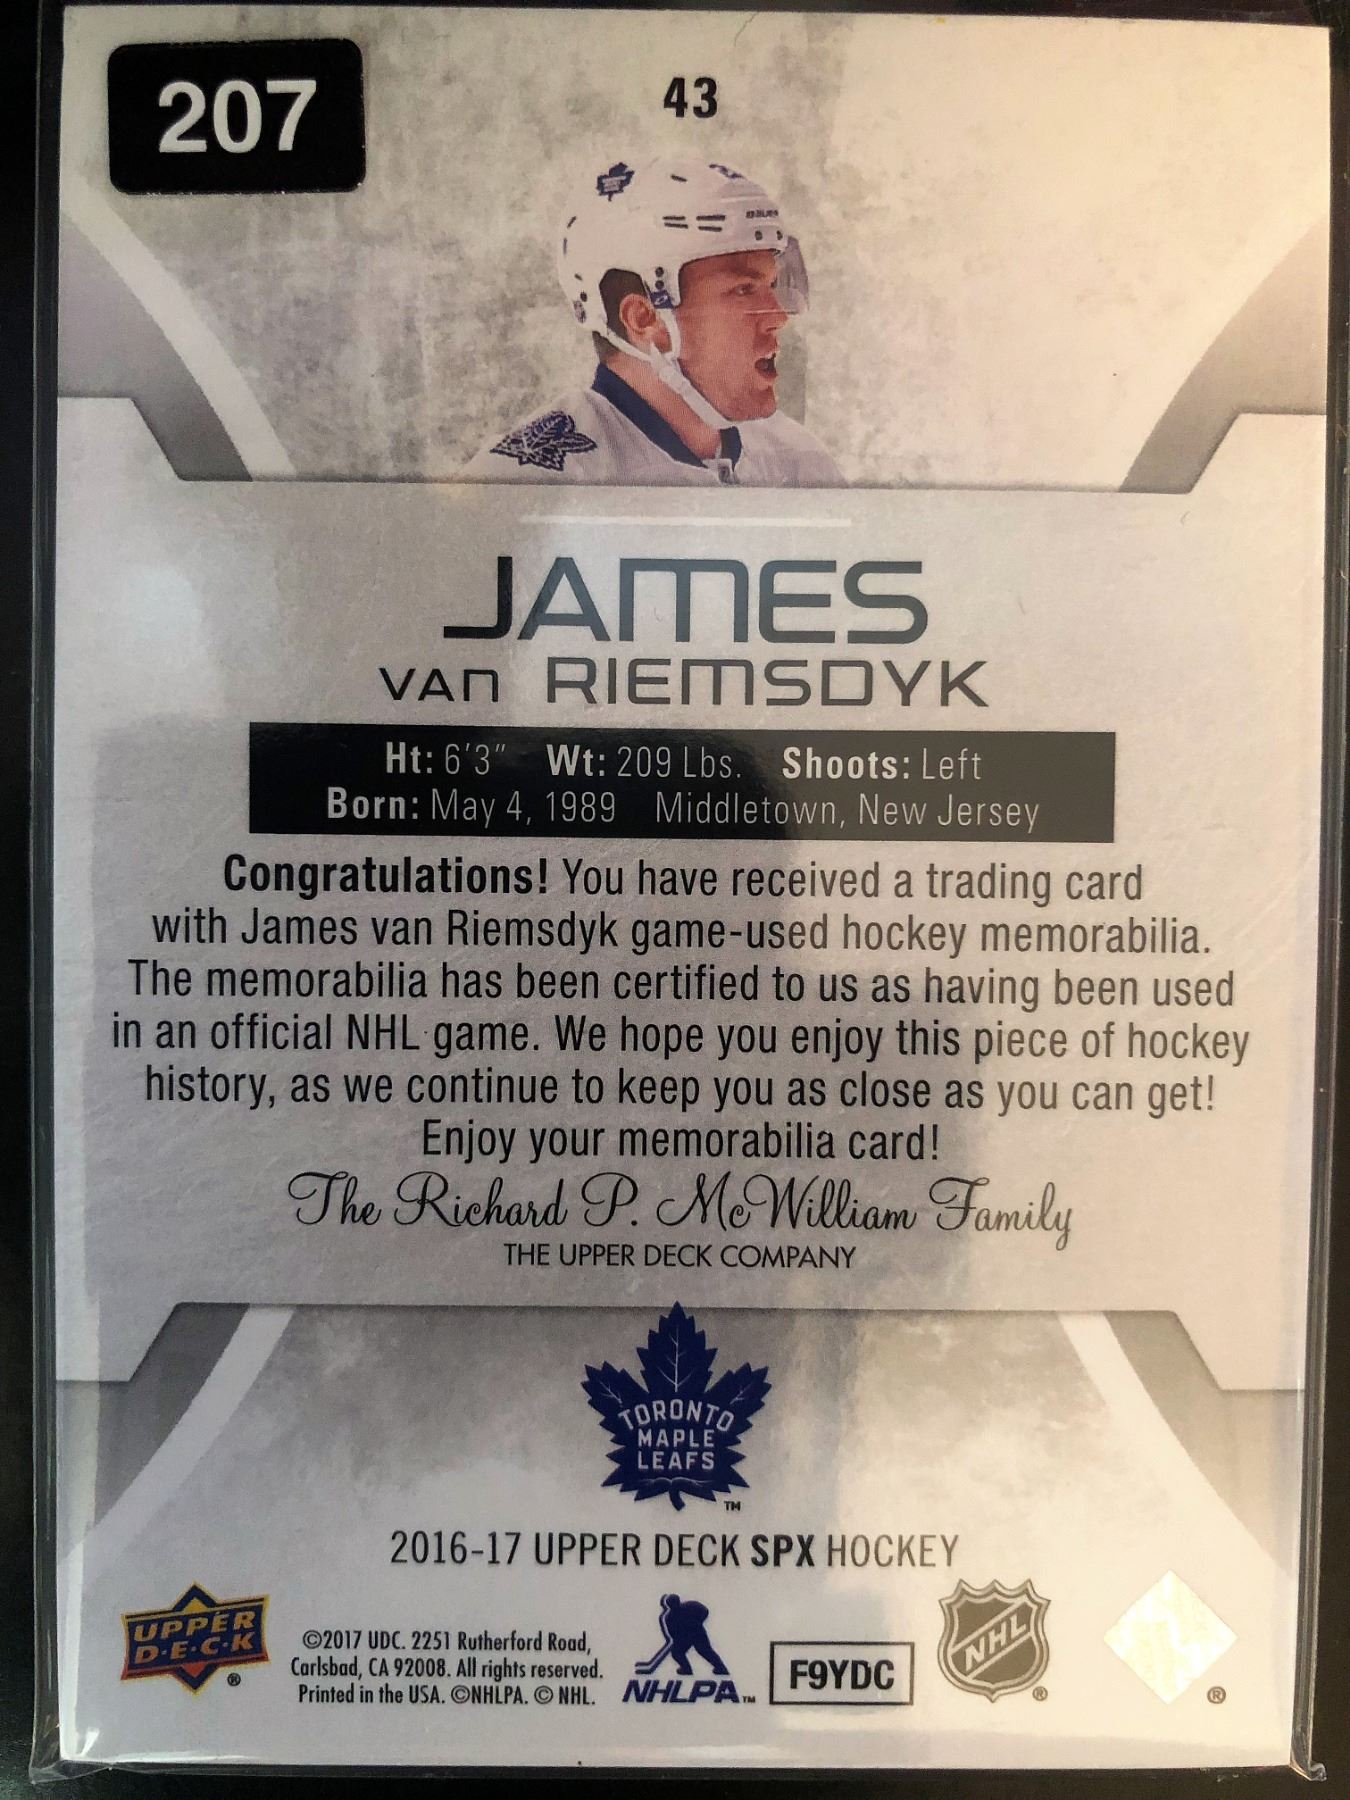 207
43
JAMES
VAN RIEMSDYK
Ht: 6'3" Wt: 209 Lbs. Shoots: Left
Born: May 4, 1989 Middletown, New Jersey
Congratulations! You have received a trading card
with James van Riemsdyk game-used hockey memorabilia.
The memorabilia has been certified to us as having been used
in an official NHL game. We hope you enjoy this piece of hockey
history, as we continue to keep you as close as you can get!
Enjoy your memorabilia card!
The Richard P. McWilliam Family
THE UPPER DECK COMPANY
TORONTO
MAPLE
LEAFS
TM
2016-17 UPPER DECK SPX HOCKEY
UPPER
D·E·C·K
®
©2017 UDC. 2251 Rutherford Road,
Carlsbad, CA 92008. All rights reserved.
Printed in the USA. ©NHLPA. © NHL.
NHLPA™
F9YDC
NHL
®
®